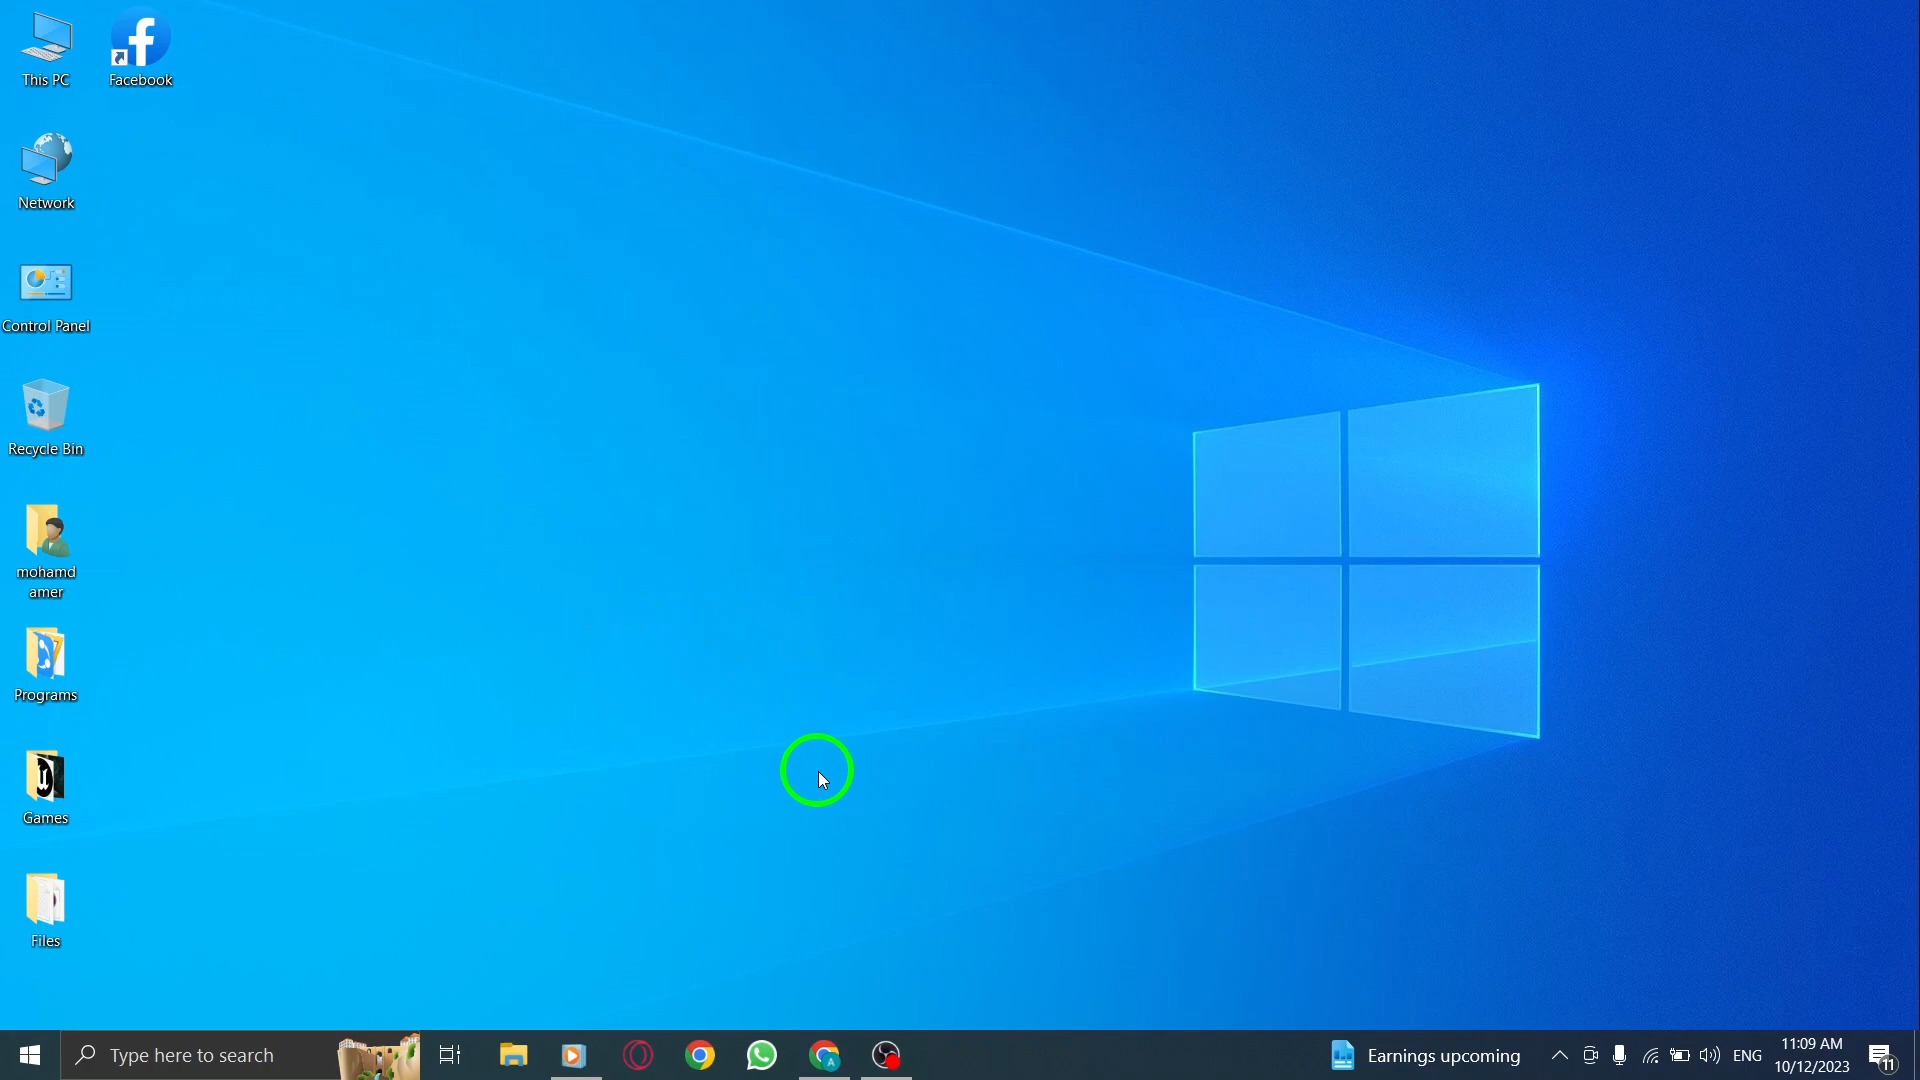 This PC
Facebook
Network
Control Panel
Recycle Bin
mohamd
amer
Programs
Games
Files
Type here to search
A
Earnings upcoming
ENG
11:09 AM
10/12/2023
11